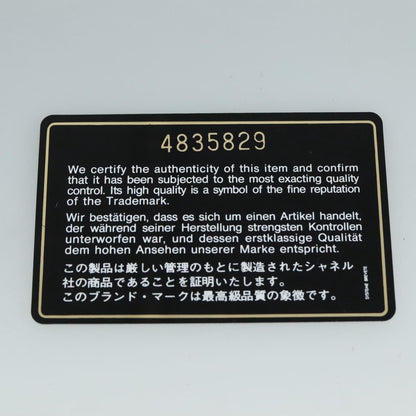 4835829
We certify the authenticity of this item and confirm
that it has been subjected to the most exacting quality
control. Its high quality is a symbol of the fine reputation
of the Trademark.
Wir bestätigen, dass es sich um einen Artikel handelt,
der während seiner Herstellung strengsten Kontrollen
unterworfen war, und dessen erstklassige Qualität
dem hohen Ansehen unserer Marke entspricht.
この製品は厳しい管理のもとに製造されたシャネル
社の商品であることを証明いたします。
このブランド・マークは最高級品質の象徴です。